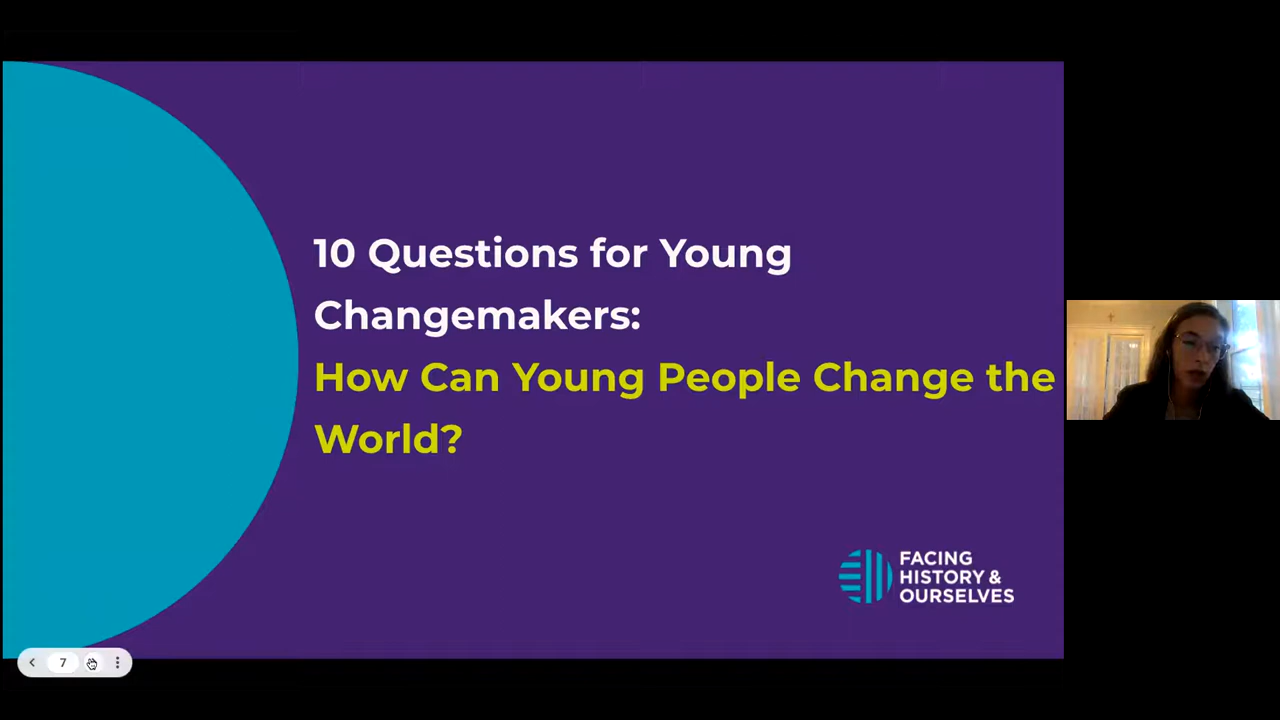 10 Questions for Young
Changemakers:
How Can Young People Change the
World?
FACING
HISTORY &
OURSELVES
7